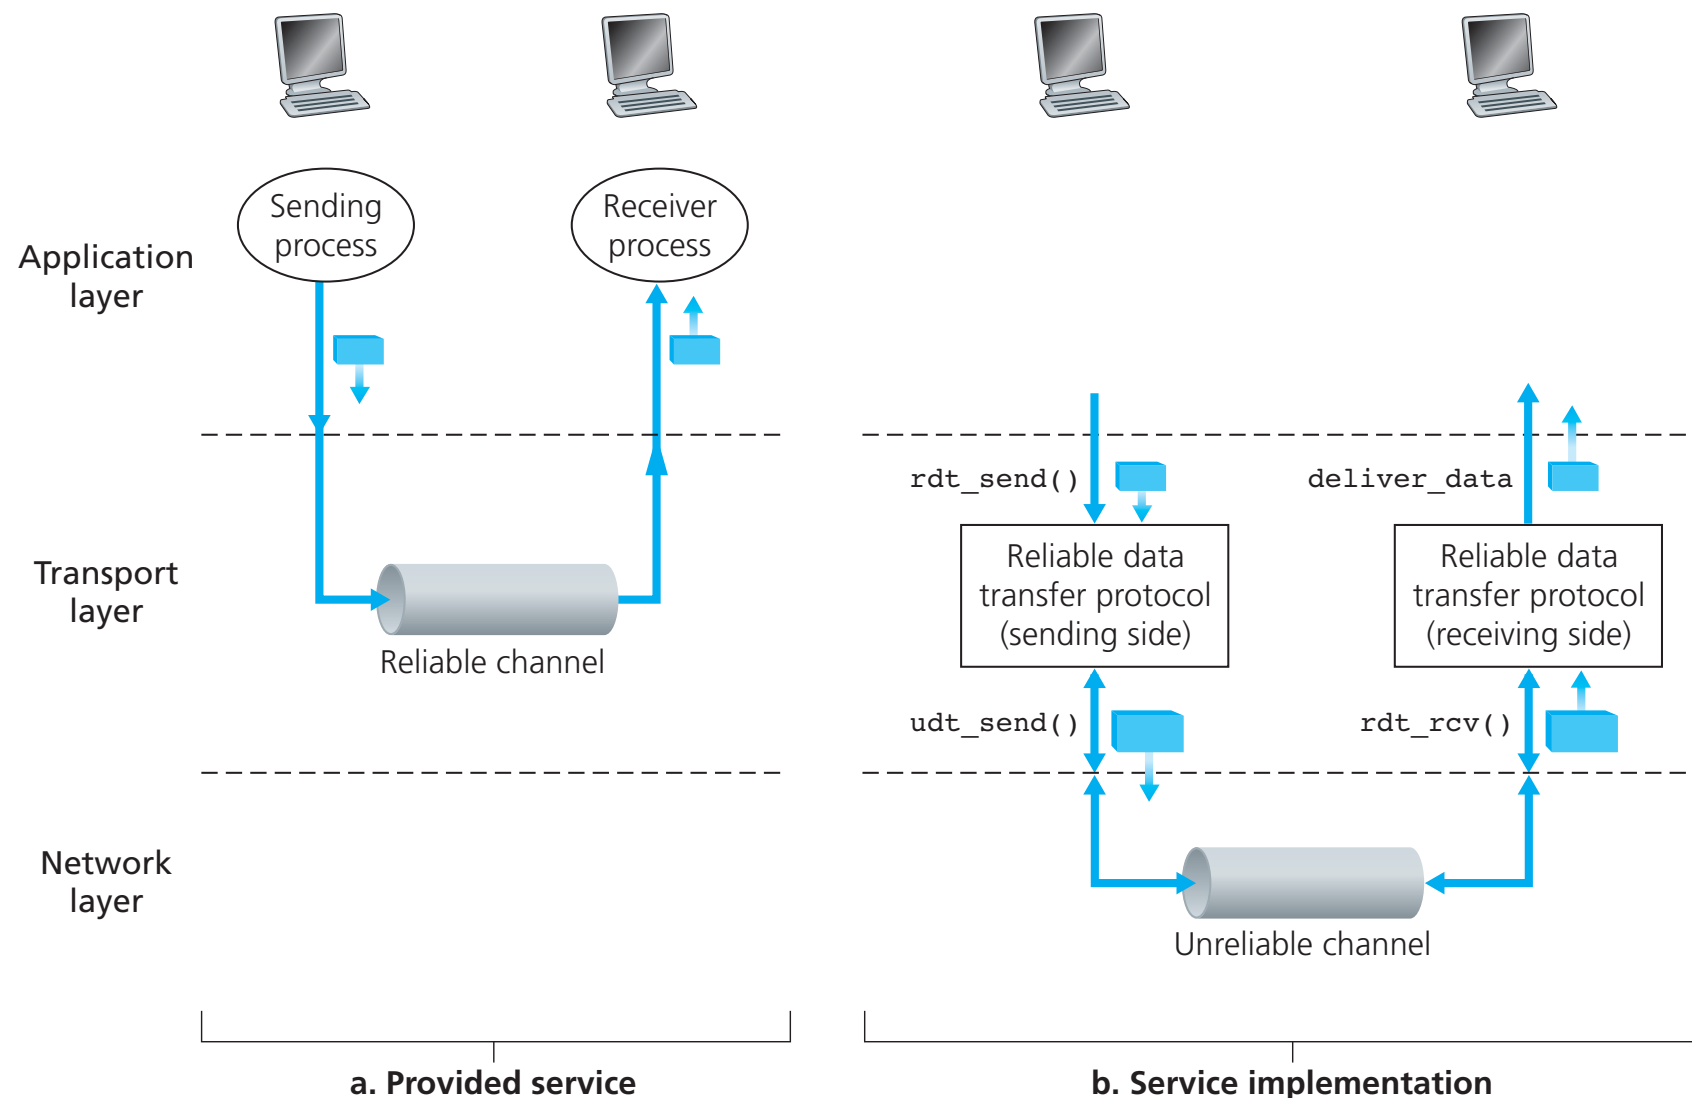 Sending
process
Receiver
process
Application
layer
rdt_send()
deliver_data
Reliable data
transfer protocol
(sending side)
Reliable data
transfer protocol
(receiving side)
Transport
layer
Reliable channel
udt_send()
rdt_rcv()
Network
layer
Unreliable channel
a. Provided service
b. Service implementation